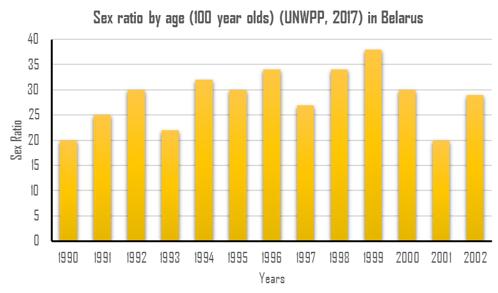 Sex ratio by age (100 year olds) (UNWPP, 2017) in Belarus
40
35
30
25
20
15
10
5
0
Sex Ratio
1990 1991 1992 1993 1994 1995 1996 1997 1998 1999 2000 2001 2002
Years